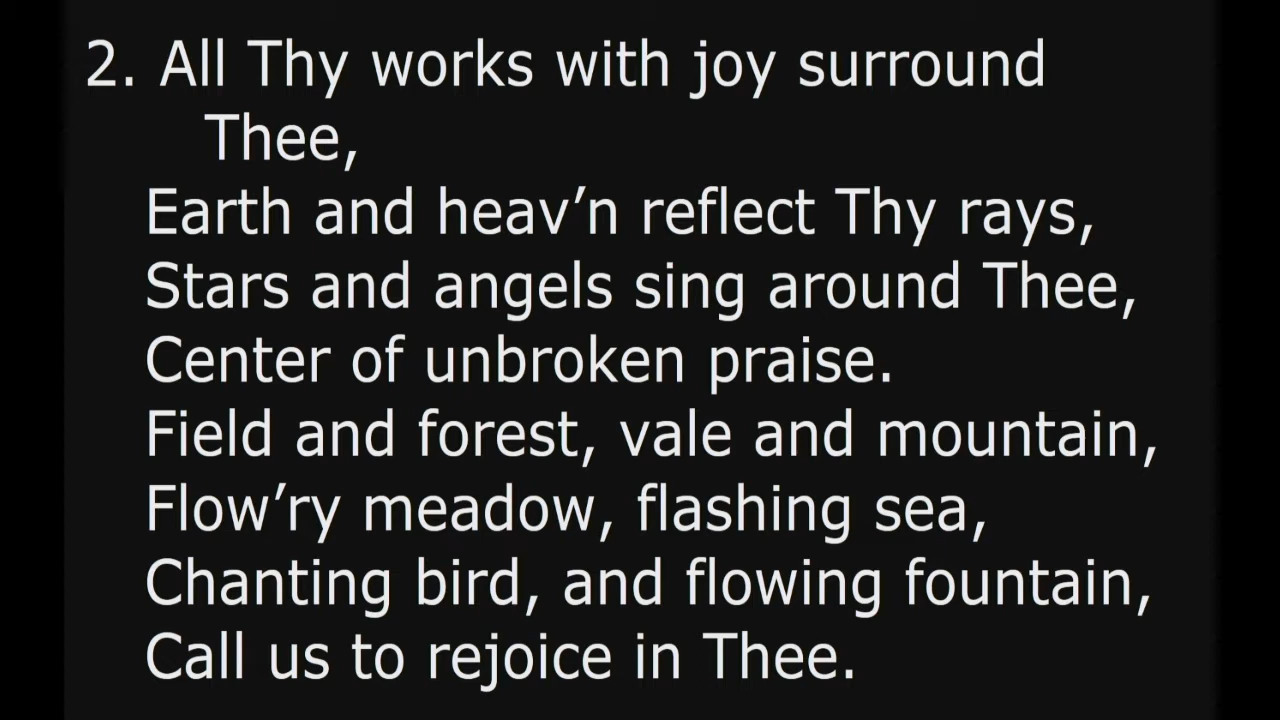 2. All Thy works with joy surround
Thee,
Earth and heav’n reflect Thy rays,
Stars and angels sing around Thee,
Center of unbroken praise.
Field and forest, vale and mountain,
Flow’ry meadow, flashing sea,
Chanting bird, and flowing fountain,
Call us to rejoice in Thee.